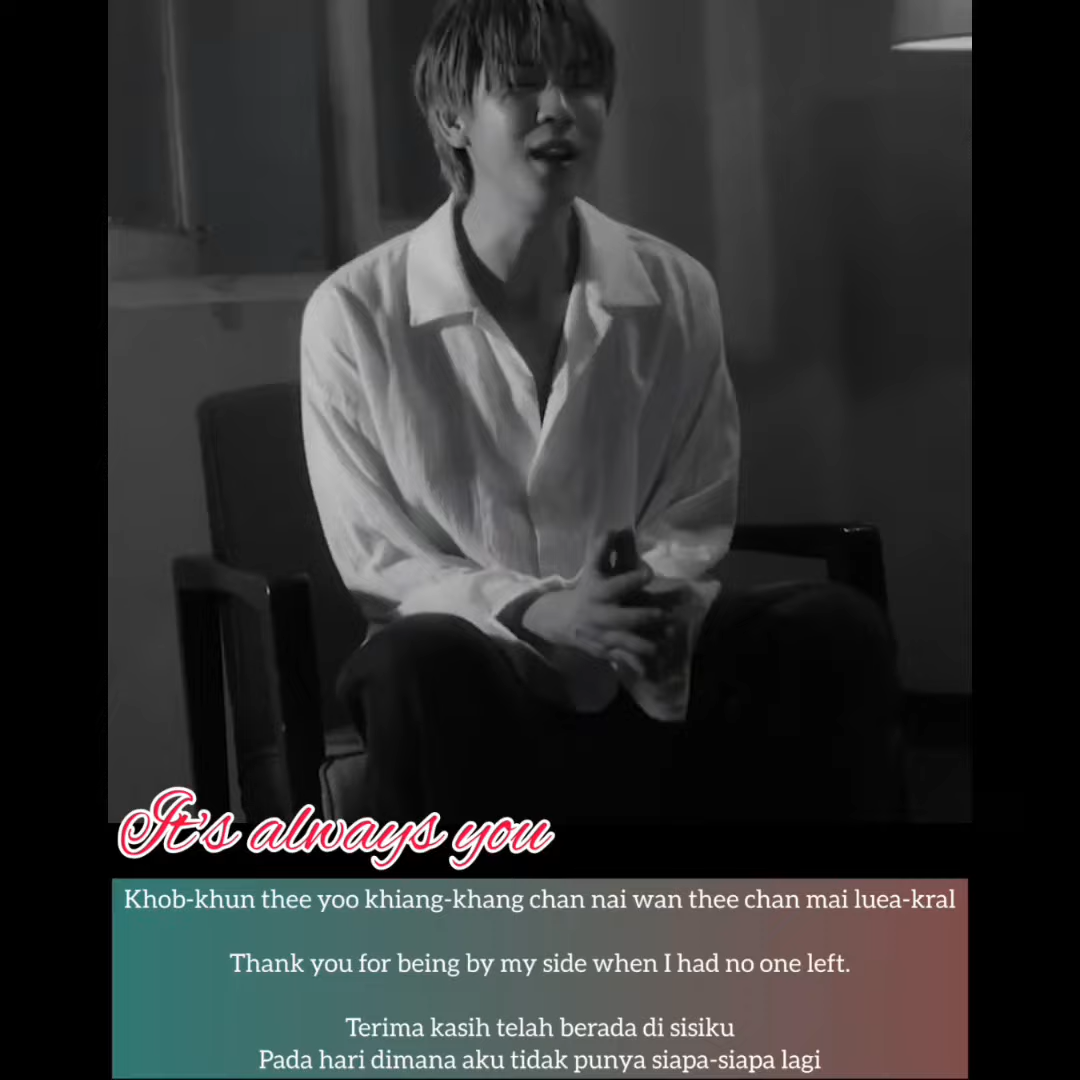 It's always you
Khob-khun thee yoo khiang-khang chan nai wan thee chan mai luea-kral
Thank you for being by my side when I had no one left.
Terima kasih telah berada di sisiku
Pada hari dimana aku tidak punya siapa-siapa lagi